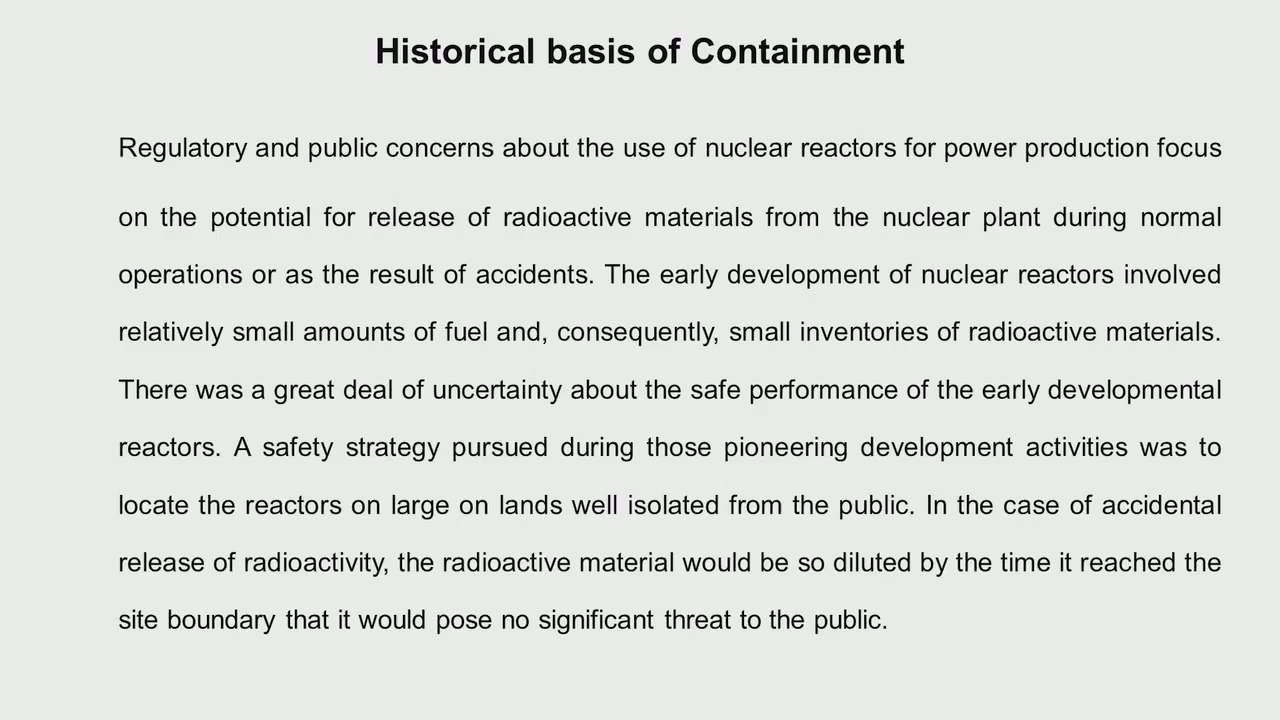 Historical basis of Containment
Regulatory and public concerns about the use of nuclear reactors for power production focus
on the potential for release of radioactive materials from the nuclear plant during normal
operations or as the result of accidents. The early development of nuclear reactors involved
relatively small amounts of fuel and, consequently, small inventories of radioactive materials.
There was a great deal of uncertainty about the safe performance of the early developmental
reactors. A safety strategy pursued during those pioneering development activities was to
locate the reactors on large on lands well isolated from the public. In the case of accidental
release of radioactivity, the radioactive material would be so diluted by the time it reached the
site boundary that it would pose no significant threat to the public.